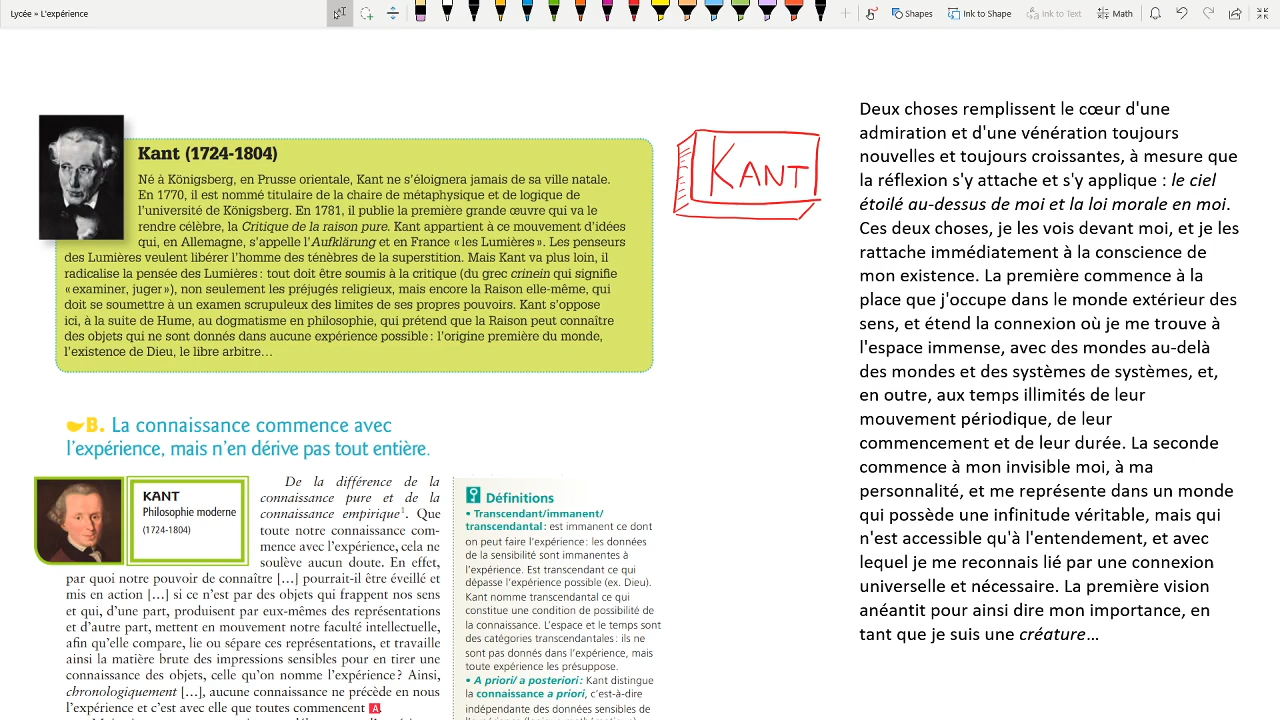 Lycée » L'expérience
Shapes
Ink to Shape
Ink to Text
Math
Kant (1724-1804)
Né à Königsberg, en Prusse orientale, Kant ne s'éloignera jamais de sa ville natale.
En 1770, il est nommé titulaire de la chaire de métaphysique et de logique de
l'université de Königsberg. En 1781, il publie la première grande œuvre qui va le
rendre célèbre, la Critique de la raison pure. Kant appartient à ce mouvement d'idées
qui, en Allemagne, s'appelle l'Aufklärung et en France « les Lumières ». Les penseurs
des Lumières veulent libérer l'homme des ténèbres de la superstition. Mais Kant va plus loin, il
radicalise la pensée des Lumières : tout doit être soumis à la critique (du grec crinein qui signifie
« examiner, juger »), non seulement les préjugés religieux, mais encore la Raison elle-même, qui
doit se soumettre à un examen scrupuleux des limites de ses propres pouvoirs. Kant s'oppose
ici, à la suite de Hume, au dogmatisme en philosophie, qui prétend que la Raison peut connaître
des objets qui ne sont donnés dans aucune expérience possible : l'origine première du monde,
l'existence de Dieu, le libre arbitre…
KANT
B. La connaissance commence avec
l'expérience, mais n'en dérive pas tout entière.
KANT
Philosophie moderne
(1724-1804)
De la différence de la
connaissance pure et de la
connaissance empirique1. Que
toute notre connaissance com-
mence avec l'expérience, cela ne
soulève aucun doute. En effet,
par quoi notre pouvoir de connaître […] pourrait-il être éveillé et
mis en action […] si ce n'est par des objets qui frappent nos sens
et qui, d'une part, produisent par eux-mêmes des représentations
et d'autre part, mettent en mouvement notre faculté intellectuelle,
afin qu'elle compare, lie ou sépare ces représentations, et travaille
ainsi la matière brute des impressions sensibles pour en tirer une
connaissance des objets, celle qu'on nomme l'expérience ? Ainsi,
chronologiquement […], aucune connaissance ne précède en nous
l'expérience et c'est avec elle que toutes commencent A.
Définitions
• Transcendant/immanent/
transcendantal : est immanent ce dont
on peut faire l'expérience : les données
de la sensibilité sont immanentes à
l'expérience. Est transcendant ce qui
dépasse l'expérience possible (ex. Dieu).
Kant nomme transcendantal ce qui
constitue une condition de possibilité de
la connaissance. L'espace et le temps sont
des catégories transcendantales : ils ne
sont pas donnés dans l'expérience, mais
toute expérience les présuppose.
• A priori/ a posteriori : Kant distingue
la connaissance a priori, c'est-à-dire
indépendante des données sensibles de
Deux choses remplissent le cœur d'une
admiration et d'une vénération toujours
nouvelles et toujours croissantes, à mesure que
la réflexion s'y attache et s'y applique : le ciel
étoilé au-dessus de moi et la loi morale en moi.
Ces deux choses, je les vois devant moi, et je les
rattache immédiatement à la conscience de
mon existence. La première commence à la
place que j'occupe dans le monde extérieur des
sens, et étend la connexion où je me trouve à
l'espace immense, avec des mondes au-delà
des mondes et des systèmes de systèmes, et,
en outre, aux temps illimités de leur
mouvement périodique, de leur
commencement et de leur durée. La seconde
commence à mon invisible moi, à ma
personnalité, et me représente dans un monde
qui possède une infinitude véritable, mais qui
n'est accessible qu'à l'entendement, et avec
lequel je me reconnais lié par une connexion
universelle et nécessaire. La première vision
anéantit pour ainsi dire mon importance, en
tant que je suis une créature…